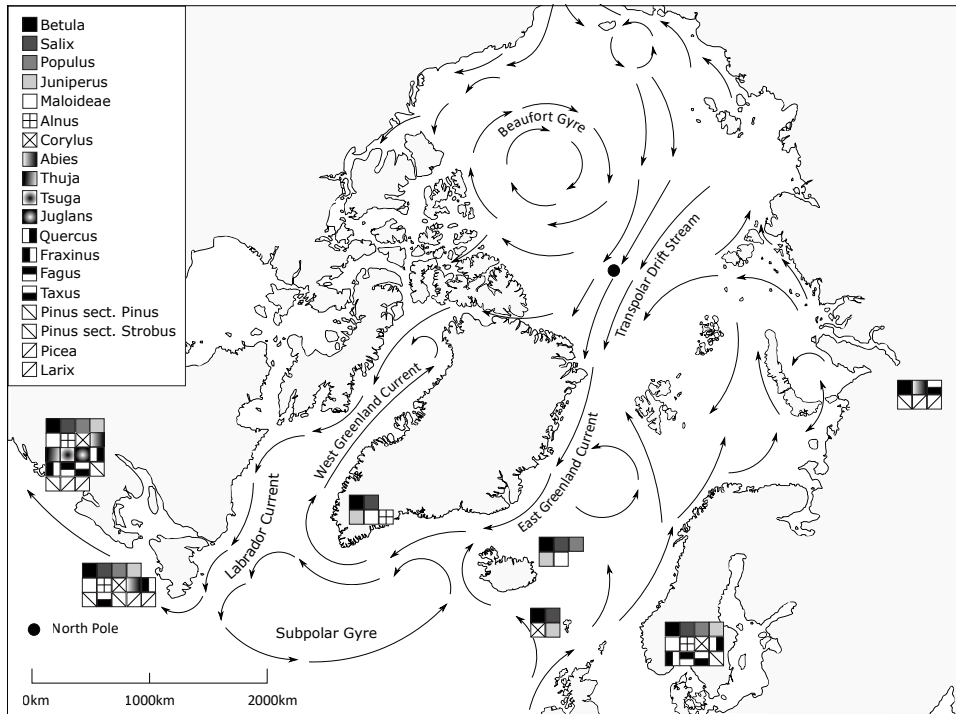 Betula
Salix
Populus
Juniperus
Maloideae
Alnus
Corylus
Abies
Thuja
Tsuga
Juglans
Quercus
Fraxinus
Fagus
Taxus
Pinus sect. Pinus
Pinus sect. Strobus
Picea
Larix
Beaufort Gyre
Transpolar Drift Stream
West Greenland Current
East Greenland Current
Labrador Current
Subpolar Gyre
North Pole
0km
1000km
2000km